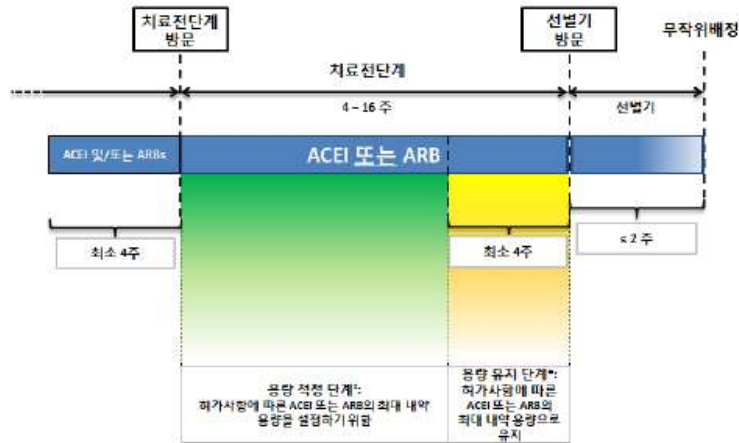 치료전단계
방문
선별기
방문
무작위배정
치료전단계
4 – 16 주
선별기
ACEI 및/또는 ARBs
ACEI 또는 ARB
최소 4주
최소 4주
≤ 2 주
용량 적정 단계:
허가사항에 따른 ACEI 또는 ARB의 최대 내약
용량을 설정하기 위함
용량 유지 단계*:
허가사항에 따른
ACEI 또는 ARB의
최대 내약 용량으로
유지